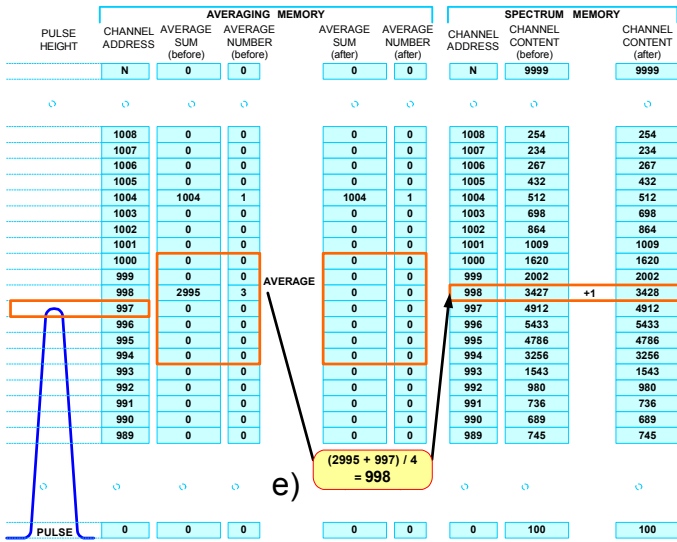 AVERAGING MEMORY SPECTRUM MEMORY
PULSE HEIGHT CHANNEL ADDRESS AVERAGE SUM (before) AVERAGE NUMBER (before) AVERAGE SUM (after) AVERAGE NUMBER (after) CHANNEL ADDRESS CHANNEL CONTENT (before) CHANNEL CONTENT (after)
N 0 0 0 0 N 9999 9999
1008 0 0 0 0 1008 254 254
1007 0 0 0 0 1007 234 234
1006 0 0 0 0 1006 267 267
1005 0 0 0 0 1005 432 432
1004 1004 1 1004 1 1004 512 512
1003 0 0 0 0 1003 698 698
1002 0 0 0 0 1002 864 864
1001 0 0 0 0 1001 1009 1009
1000 0 0 0 0 1000 1620 1620
999 0 0 AVERAGE 0 0 999 2002 2002
998 2995 3 0 0 998 3427 +1 3428
997 0 0 0 0 997 4912 4912
996 0 0 0 0 996 5433 5433
995 0 0 0 0 995 4786 4786
994 0 0 0 0 994 3256 3256
993 0 0 0 0 993 1543 1543
992 0 0 0 0 992 980 980
991 0 0 0 0 991 736 736
990 0 0 0 0 990 689 689
989 0 0 0 0 989 745 745
e) (2995 + 997) / 4
= 998
PULSE 0 0 0 0 0 0 100 100